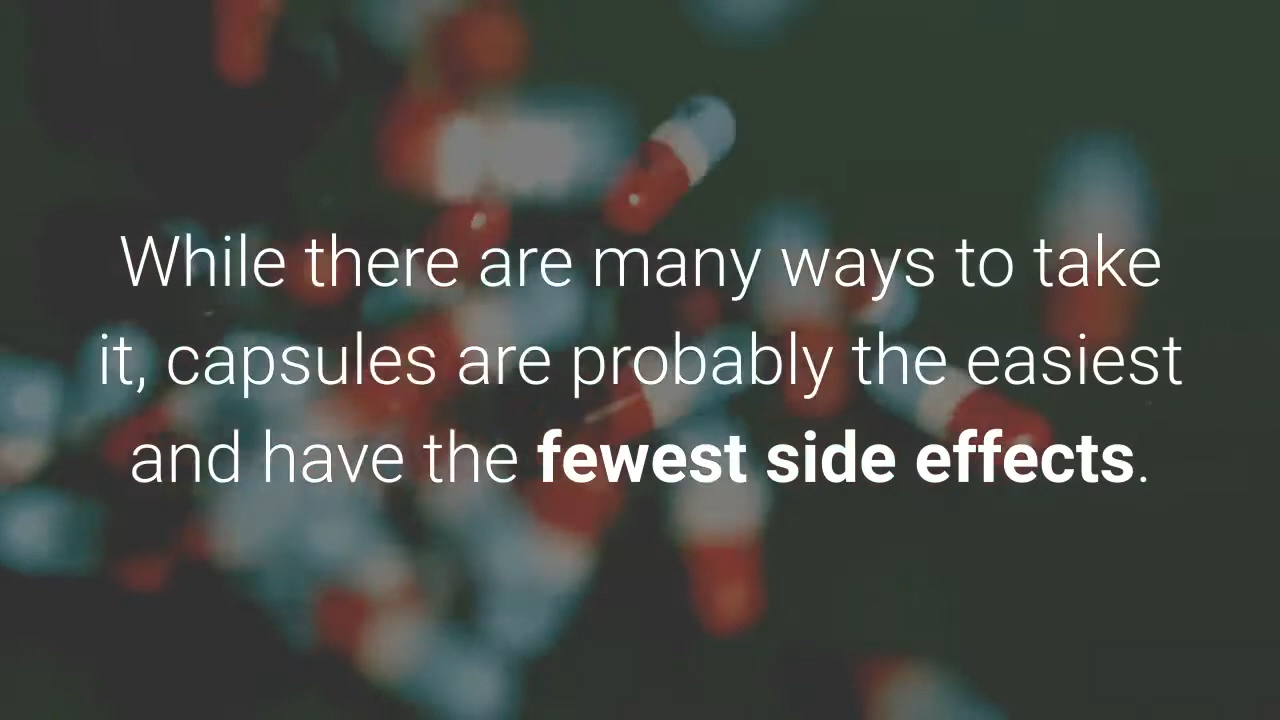 While there are many ways to take
it, capsules are probably the easiest
and have the fewest side effects.